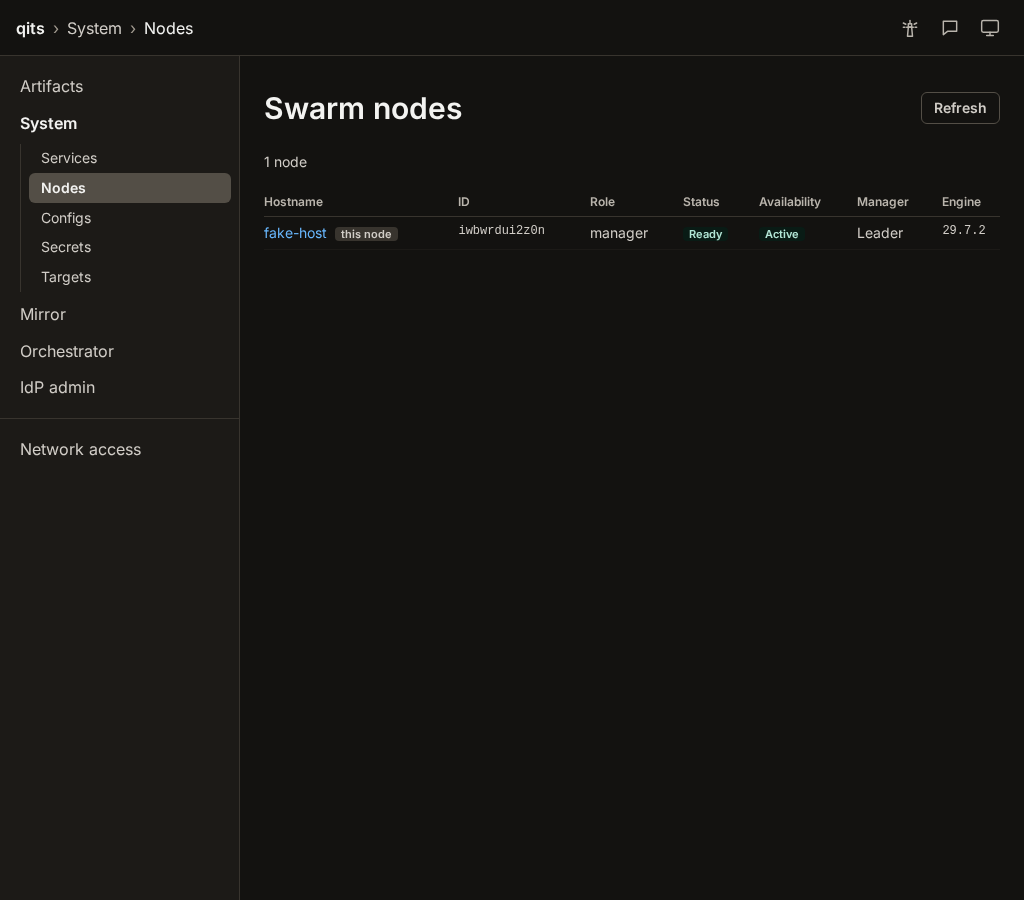 qits › System › Nodes
Artifacts
System
Services
Nodes
Configs
Secrets
Targets
Mirror
Orchestrator
IdP admin
Network access
Swarm nodes
Refresh
1 node
Hostname ID Role Status Availability Manager Engine
fake-host this node iwbwrdui2z0n manager Ready Active Leader 29.7.2